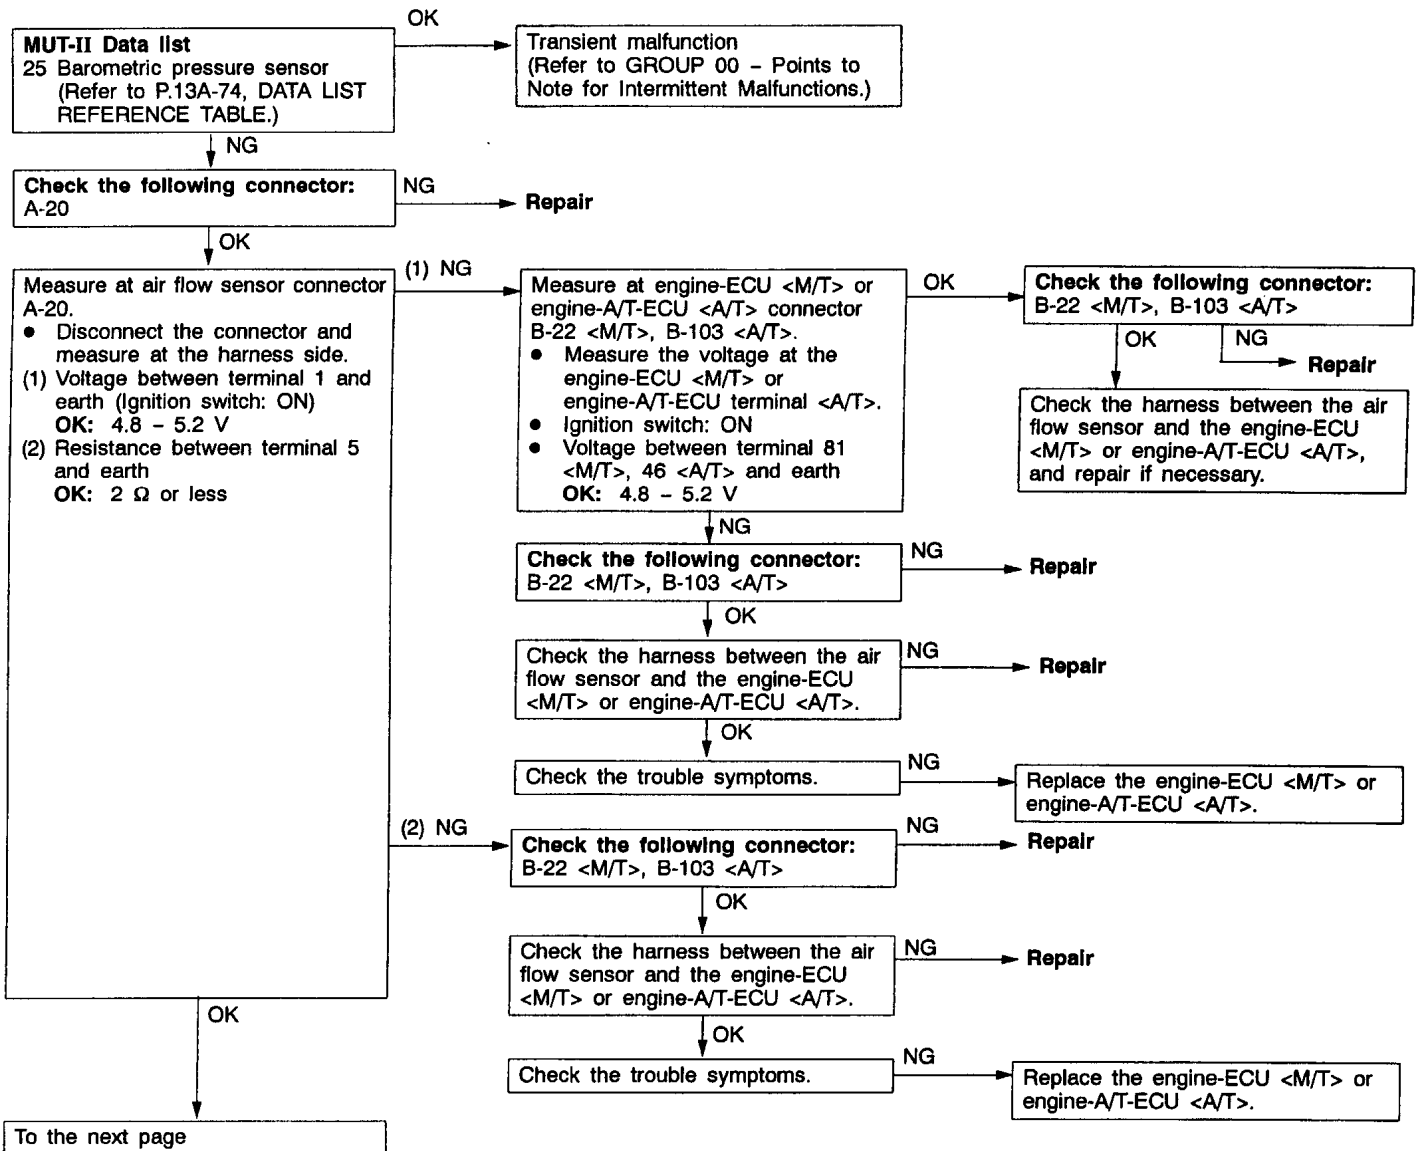 MUT-II Data list
25 Barometric pressure sensor
(Refer to P.13A-74, DATA LIST
REFERENCE TABLE.)
OK
Transient malfunction
(Refer to GROUP 00 – Points to
Note for Intermittent Malfunctions.)
NG
Check the following connector:
A-20
NG
Repair
OK
Measure at air flow sensor connector
A-20.
● Disconnect the connector and
measure at the harness side.
(1) Voltage between terminal 1 and
earth (Ignition switch: ON)
OK: 4.8 – 5.2 V
(2) Resistance between terminal 5
and earth
OK: 2 Ω or less
(1) NG
Measure at engine-ECU <M/T> or
engine-A/T-ECU <A/T> connector
B-22 <M/T>, B-103 <A/T>.
● Measure the voltage at the
engine-ECU <M/T> or
engine-A/T-ECU terminal <A/T>.
● Ignition switch: ON
● Voltage between terminal 81
<M/T>, 46 <A/T> and earth
OK: 4.8 – 5.2 V
OK
Check the following connector:
B-22 <M/T>, B-103 <A/T>
OK
NG
Repair
Check the harness between the air
flow sensor and the engine-ECU
<M/T> or engine-A/T-ECU <A/T>,
and repair if necessary.
NG
Check the following connector:
B-22 <M/T>, B-103 <A/T>
NG
Repair
OK
Check the harness between the air
flow sensor and the engine-ECU
<M/T> or engine-A/T-ECU <A/T>.
NG
Repair
OK
Check the trouble symptoms.
NG
Replace the engine-ECU <M/T> or
engine-A/T-ECU <A/T>.
(2) NG
Check the following connector:
B-22 <M/T>, B-103 <A/T>
NG
Repair
OK
Check the harness between the air
flow sensor and the engine-ECU
<M/T> or engine-A/T-ECU <A/T>.
NG
Repair
OK
Check the trouble symptoms.
NG
Replace the engine-ECU <M/T> or
engine-A/T-ECU <A/T>.
OK
To the next page